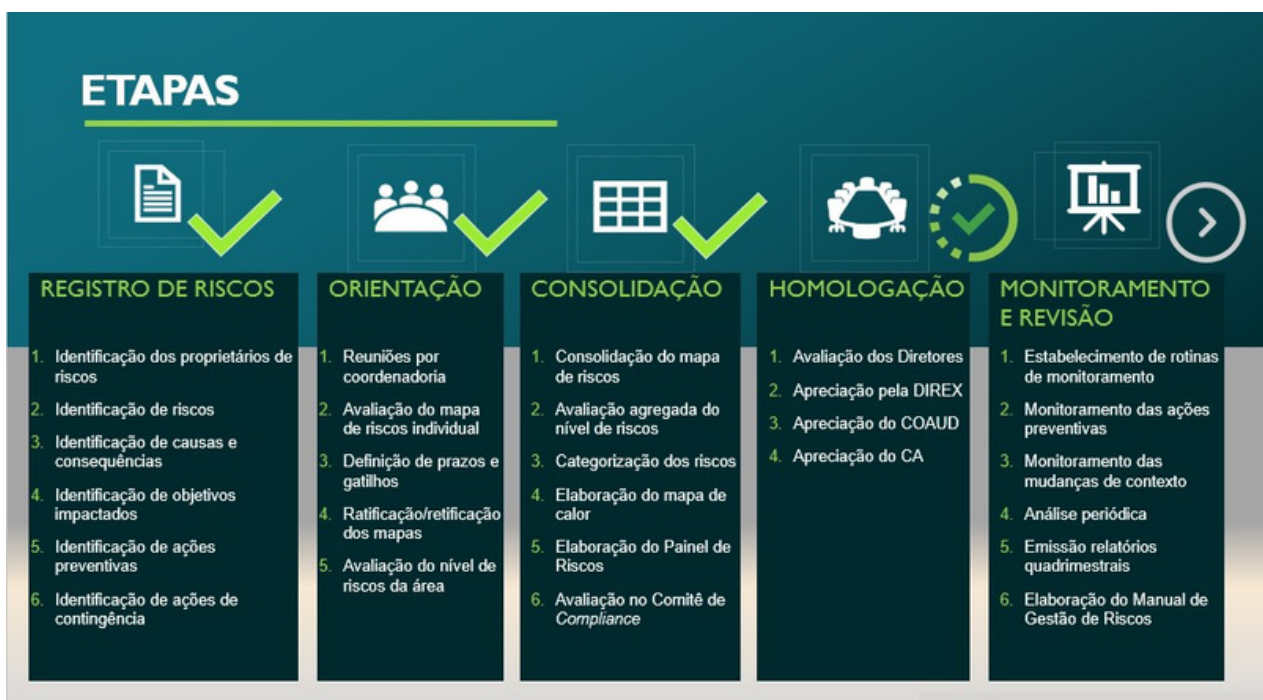 ETAPAS
REGISTRO DE RISCOS
1. Identificação dos proprietários de
riscos
2. Identificação de riscos
3. Identificação de causas e
consequências
4. Identificação de objetivos
impactados
5. Identificação de ações
preventivas
6. Identificação de ações de
contingência
ORIENTAÇÃO
1. Reuniões por
coordenadoria
2. Avaliação do mapa
de riscos individual
3. Definição de prazos e
gatilhos
4. Ratificação/retificação
dos mapas
5. Avaliação do nível de
riscos da área
CONSOLIDAÇÃO
1. Consolidação do mapa
de riscos
2. Avaliação agregada do
nível de riscos
3. Categorização dos riscos
4. Elaboração do mapa de
calor
5. Elaboração do Painel de
Riscos
6. Avaliação no Comitê de
Compliance
HOMOLOGAÇÃO
1. Avaliação dos Diretores
2. Apreciação pela DIREX
3. Apreciação do COAUD
4. Apreciação do CA
MONITORAMENTO
E REVISÃO
1. Estabelecimento de rotinas
de monitoramento
2. Monitoramento das ações
preventivas
3. Monitoramento das
mudanças de contexto
4. Análise periódica
5. Emissão relatórios
quadrimestrais
6. Elaboração do Manual de
Gestão de Riscos